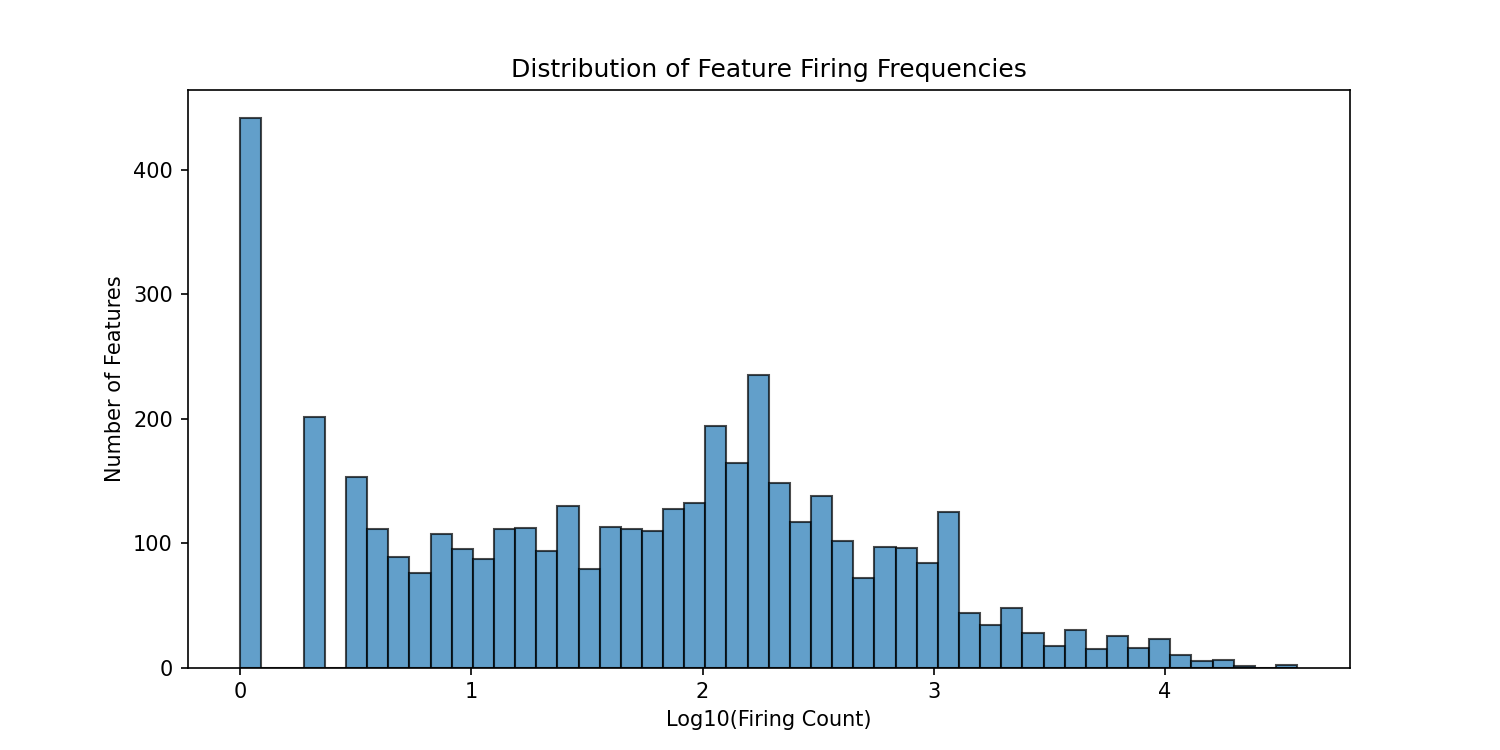 Distribution of Feature Firing Frequencies
Number of Features
400
300
200
100
0
0 1 2 3 4
Log10(Firing Count)